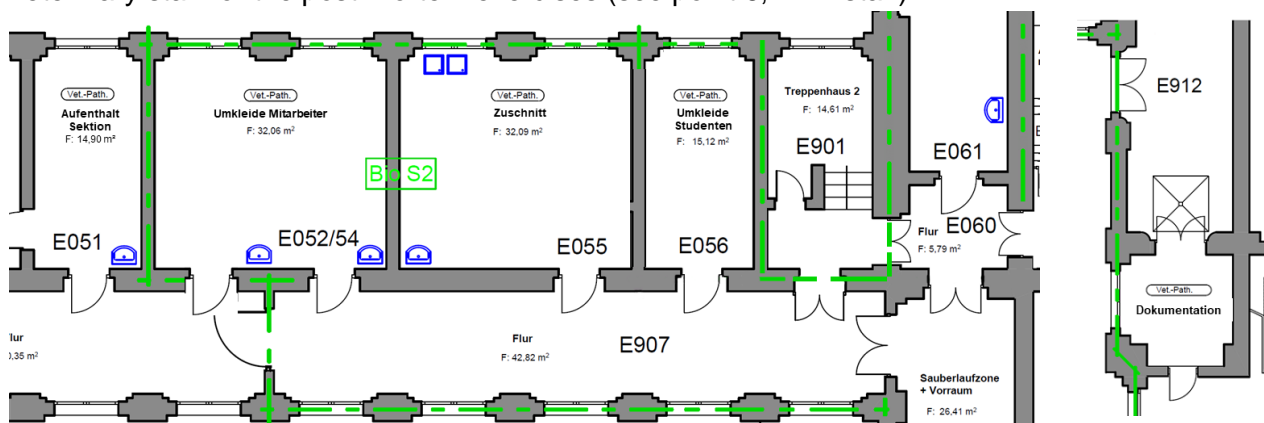 Vet.-Path.
Aufenthalt
Sektion
F: 14,90 m²
E051
Vet.-Path.
Umkleide Mitarbeiter
F: 32,06 m²
E052/54
Bio S2
Vet.-Path.
Zuschnitt
F: 32,09 m²
E055
Vet.-Path.
Umkleide
Studenten
F: 15,12 m²
E056
Treppenhaus 2
F: 14,61 m²
E901
E061
E060
Flur
F: 5,79 m²
E912
Vet.-Path.
Dokumentation
Flur
F: 42,82 m²
E907
Sauberlaufzone
+ Vorraum
F: 26,41 m²